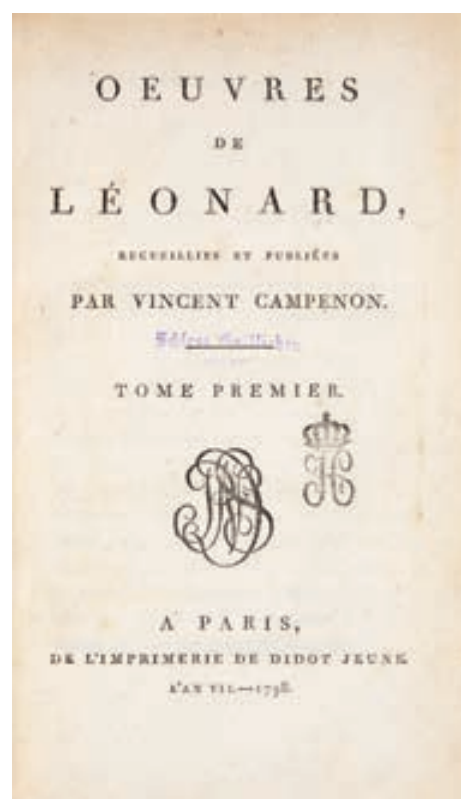 OEUVRES
DE
LÉONARD,
RECUEILLIES ET PUBLIÉES
PAR VINCENT CAMPENON.
TOME PREMIER.
A PARIS,
DE L'IMPRIMERIE DE DIDOT JEUNE
L'AN VII.—1798.